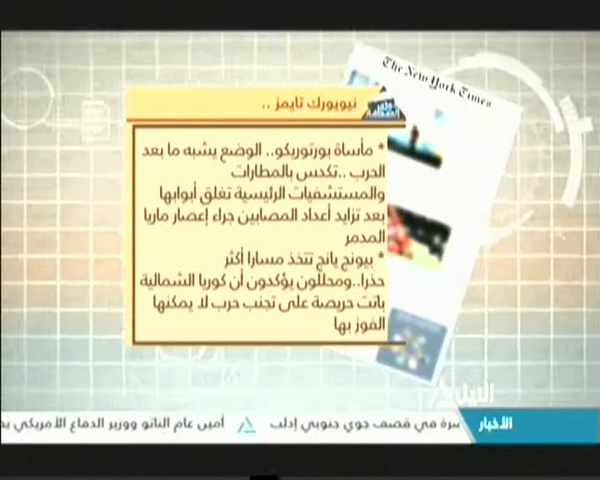 The New York Times
نيويورك تايمز ..
* مأساة بورتوريكو.. الوضع يشبه ما بعد
الحرب ..تكدس بالمطارات
والمستشفيات الرئيسية تغلق أبوابها
بعد تزايد أعداد المصابين جراء إعصار ماريا
المدمر
* بيونج يانج تتخذ مسارا أكثر
حذرا..ومحللون يؤكدون أن كوريا الشمالية
باتت حريصة على تجنب حرب لا يمكنها
الفوز بها
النيل
الأخبار
سرة في قصف جوي جنوبي إدلب
أمين عام الناتو ووزير الدفاع الأمريكي